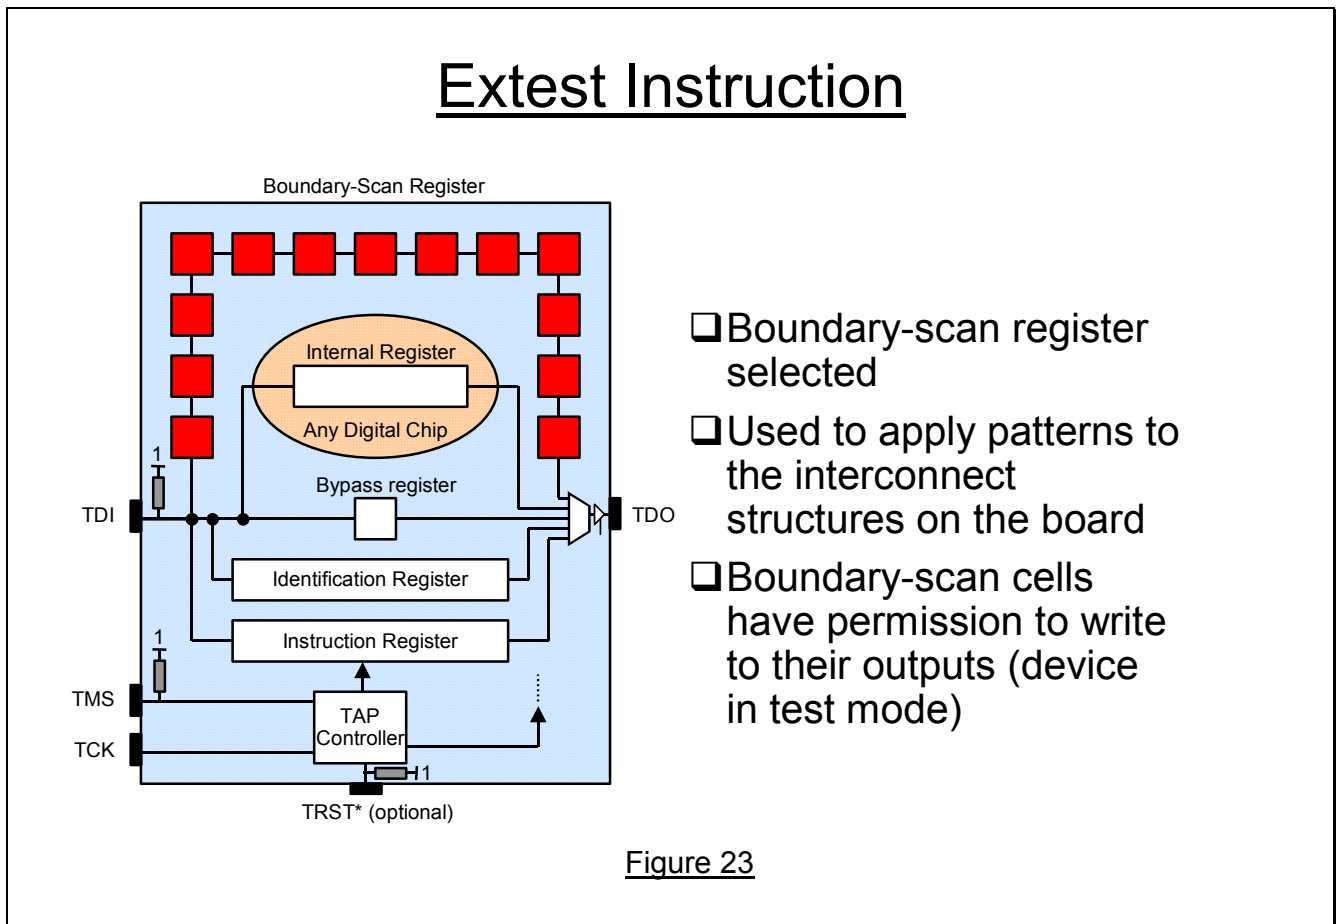 Extest Instruction
Boundary-Scan Register
Internal Register
Any Digital Chip
1
Bypass register
TDI
TDO
Identification Register
Instruction Register
1
TMS
TAP
Controller
TCK
1
TRST* (optional)
❑Boundary-scan register
selected
❑Used to apply patterns to
the interconnect
structures on the board
❑Boundary-scan cells
have permission to write
to their outputs (device
in test mode)
Figure 23